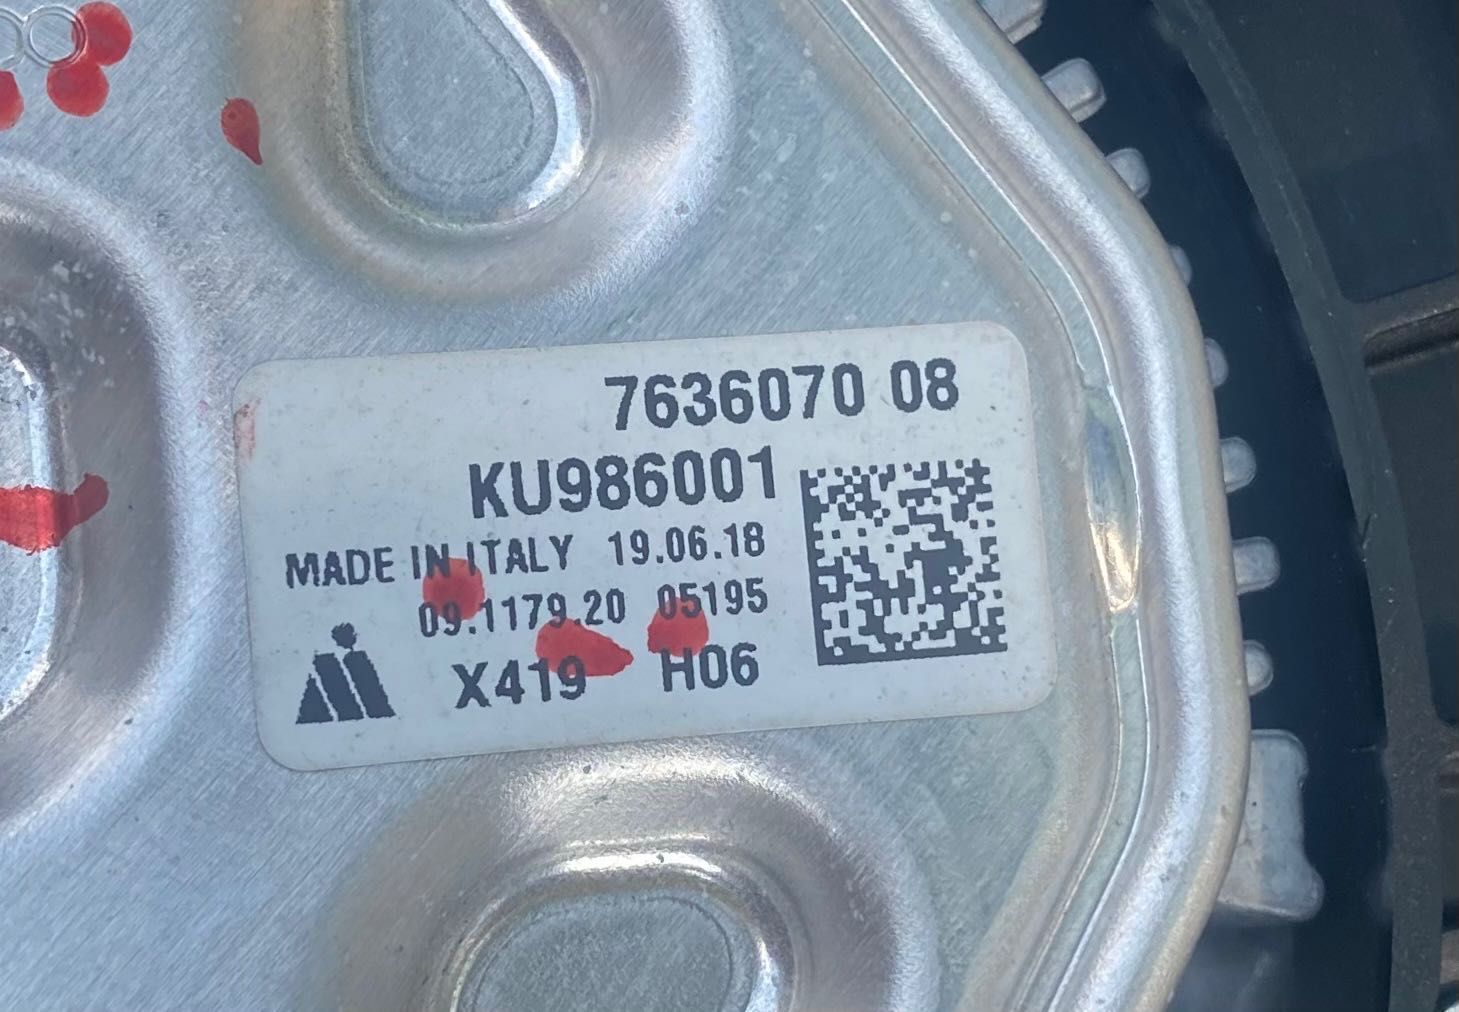 7636070 08
KU986001
MADE IN ITALY 19.06.18
09.1179.20 05195
X419 H06